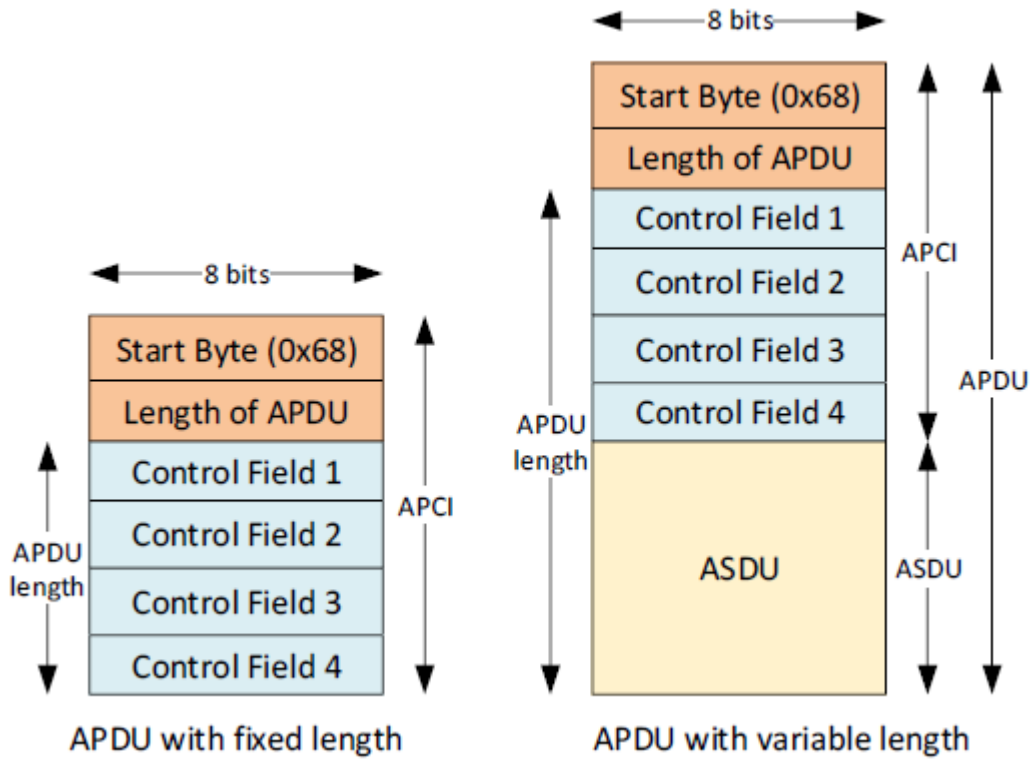 8 bits
Start Byte (0x68)
Length of APDU
Control Field 1
Control Field 2
Control Field 3
Control Field 4
APDU
length
APCI
APDU with fixed length
8 bits
Start Byte (0x68)
Length of APDU
Control Field 1
Control Field 2
Control Field 3
Control Field 4
ASDU
APDU
length
APCI
ASDU
APDU
APDU with variable length